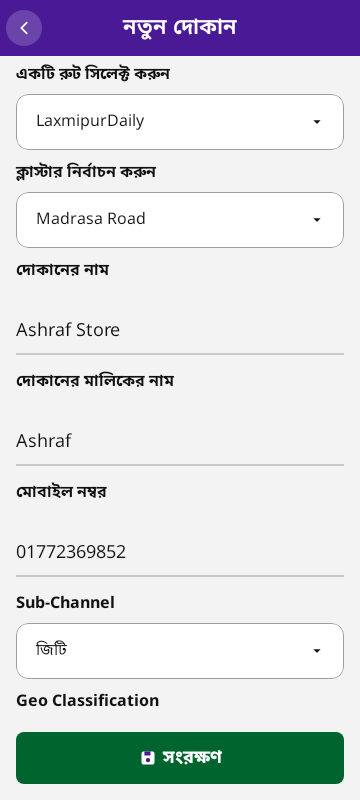 নতুন দোকান
একটি রুট সিলেক্ট করুন
LaxmipurDaily
ক্লাস্টার নির্বাচন করুন
Madrasa Road
দোকানের নাম
Ashraf Store
দোকানের মালিকের নাম
Ashraf
মোবাইল নম্বর
01772369852
Sub-Channel
জিটি
Geo Classification
সংরক্ষণ